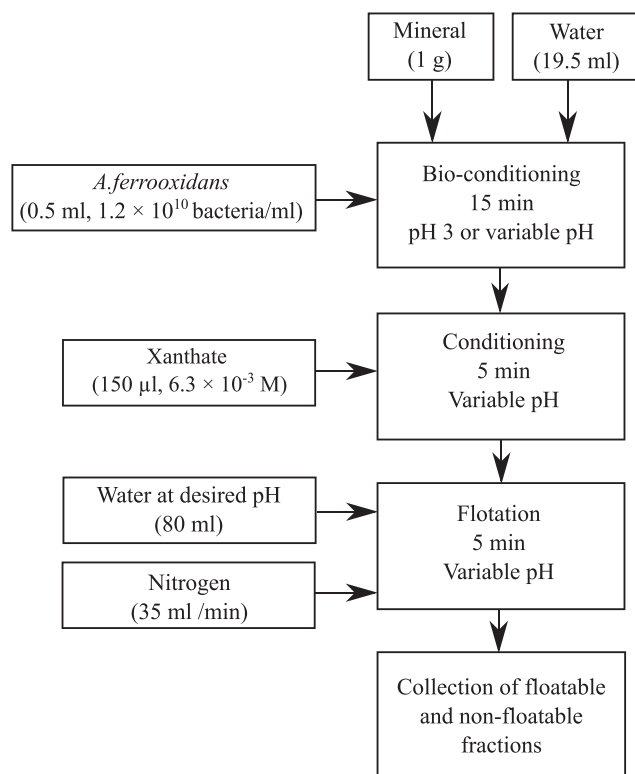 Mineral
(1 g)
Water
(19.5 ml)
A.ferrooxidans
(0.5 ml, 1.2 × 10¹⁰ bacteria/ml)
Bio-conditioning
15 min
pH 3 or variable pH
Xanthate
(150 µl, 6.3 × 10⁻³ M)
Conditioning
5 min
Variable pH
Water at desired pH
(80 ml)
Nitrogen
(35 ml /min)
Flotation
5 min
Variable pH
Collection of floatable
and non-floatable
fractions